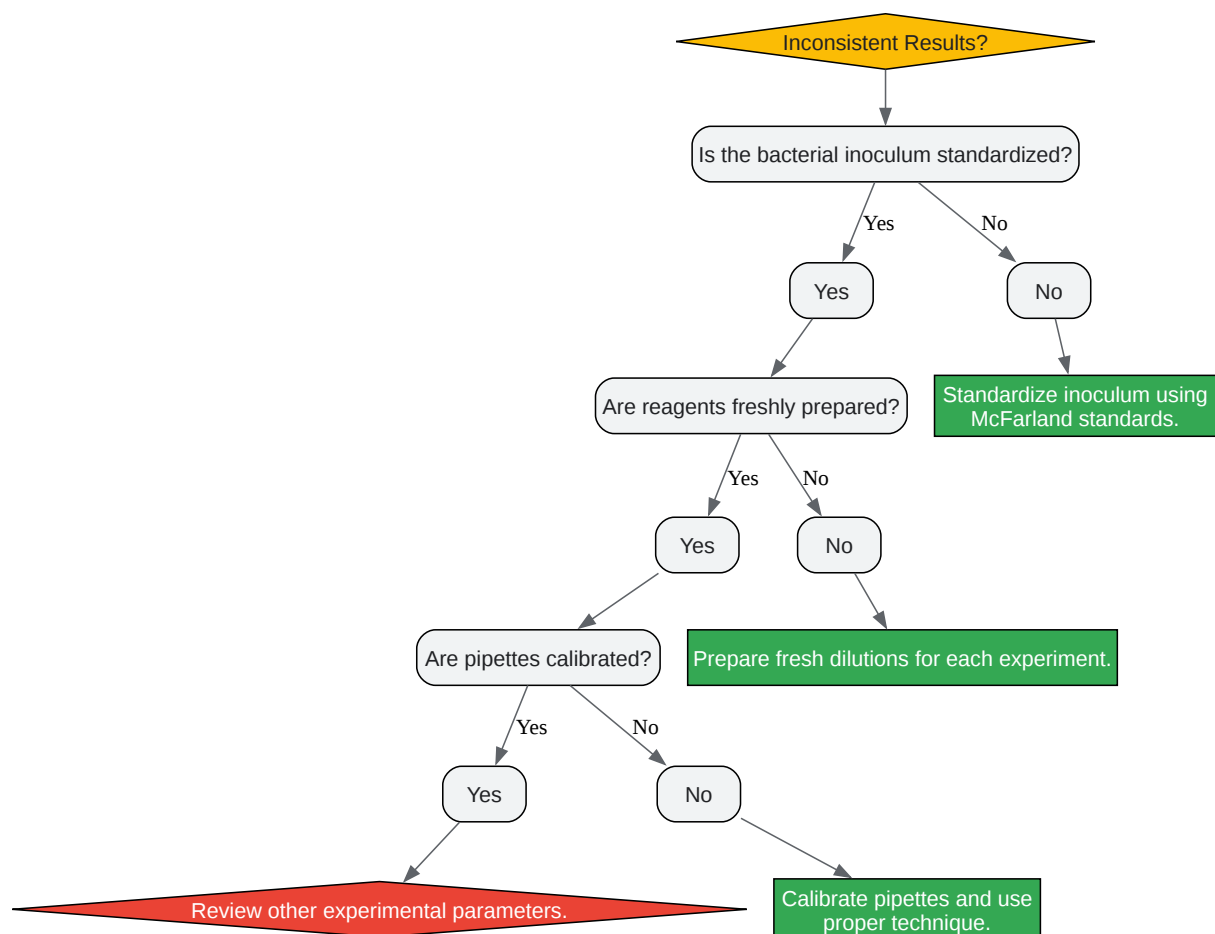 Inconsistent Results?
Is the bacterial inoculum standardized?
Yes
No
Yes
No
Standardize inoculum using
McFarland standards.
Are reagents freshly prepared?
Yes
No
Yes
No
Prepare fresh dilutions for each experiment.
Are pipettes calibrated?
Yes
No
Yes
No
Review other experimental parameters.
Calibrate pipettes and use
proper technique.